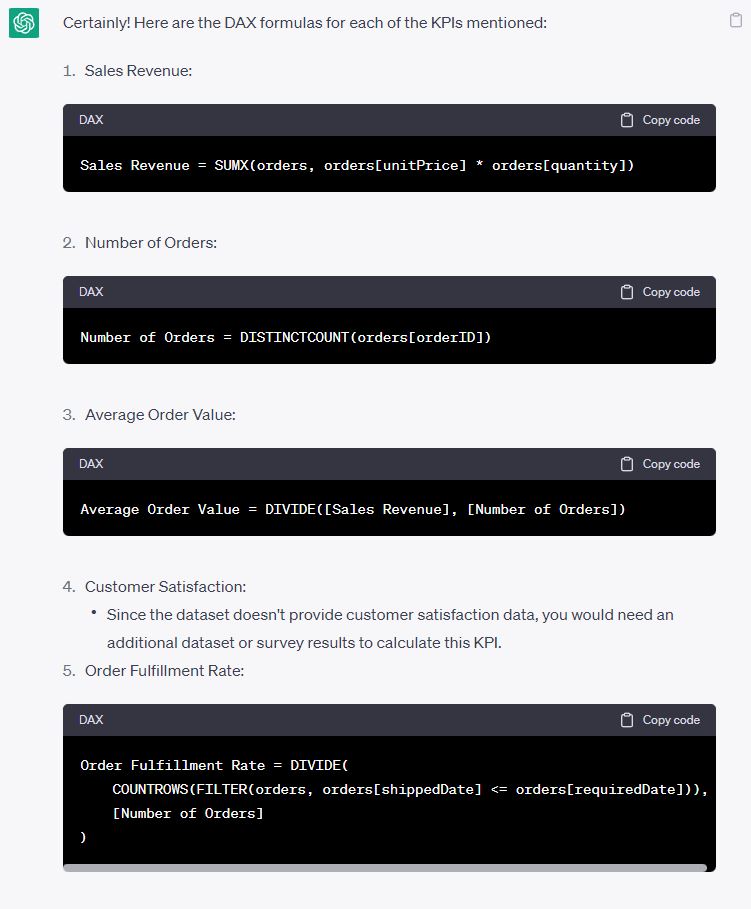 Certainly! Here are the DAX formulas for each of the KPIs mentioned:
1. Sales Revenue:
DAX
Copy code
Sales Revenue = SUMX(orders, orders[unitPrice] * orders[quantity])
2. Number of Orders:
DAX
Copy code
Number of Orders = DISTINCTCOUNT(orders[orderID])
3. Average Order Value:
DAX
Copy code
Average Order Value = DIVIDE([Sales Revenue], [Number of Orders])
4. Customer Satisfaction:
• Since the dataset doesn't provide customer satisfaction data, you would need an
additional dataset or survey results to calculate this KPI.
5. Order Fulfillment Rate:
DAX
Copy code
Order Fulfillment Rate = DIVIDE(
    COUNTROWS(FILTER(orders, orders[shippedDate] <= orders[requiredDate])),
    [Number of Orders]
)